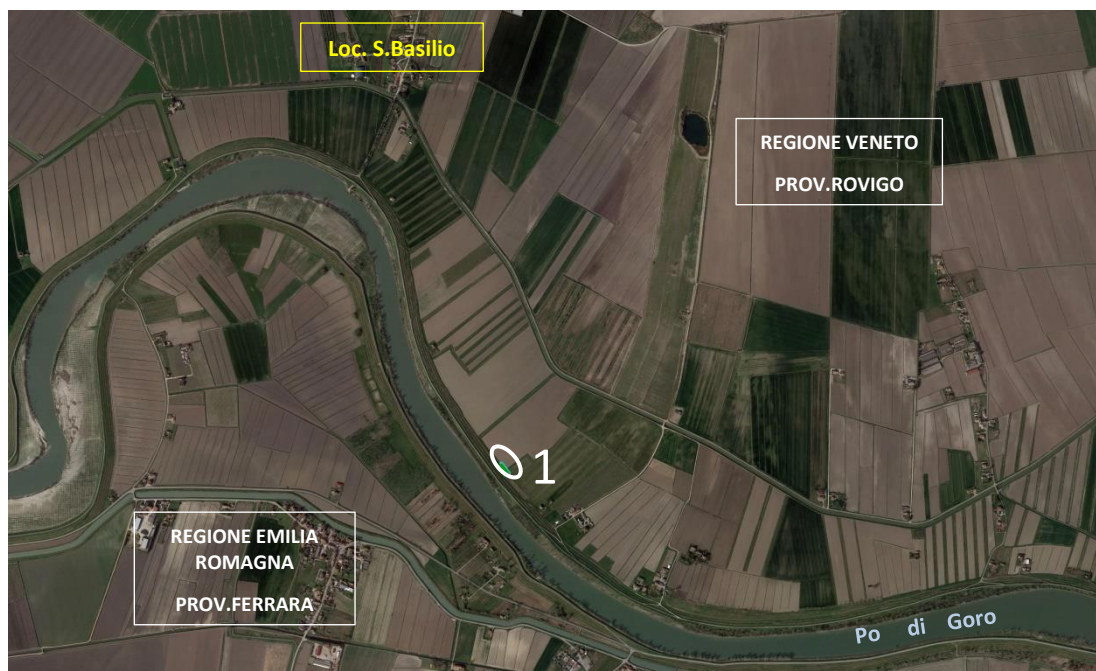 Loc. S.Basilio
REGIONE VENETO
PROV.ROVIGO
1
REGIONE EMILIA
ROMAGNA
PROV.FERRARA
Po di Goro